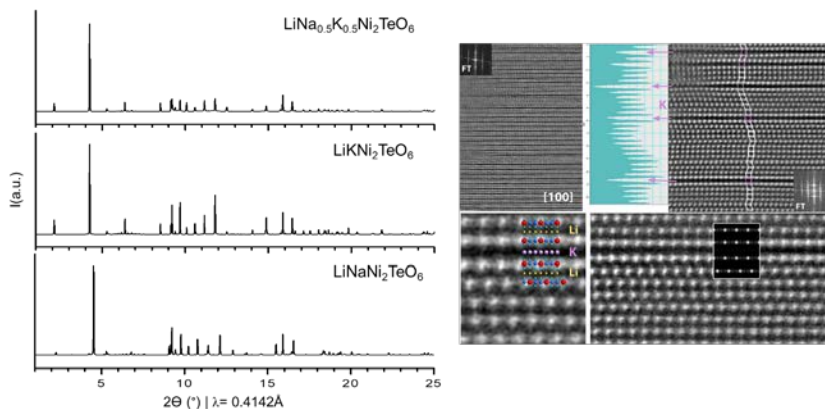 LiNa0.5K0.5Ni2TeO6
LiKNi2TeO6
LiNaNi2TeO6
I(a.u.)
5 10 15 20 25
2Θ (°) | λ= 0.4142Å
FT
[100]
K
FT
Li
K
Li